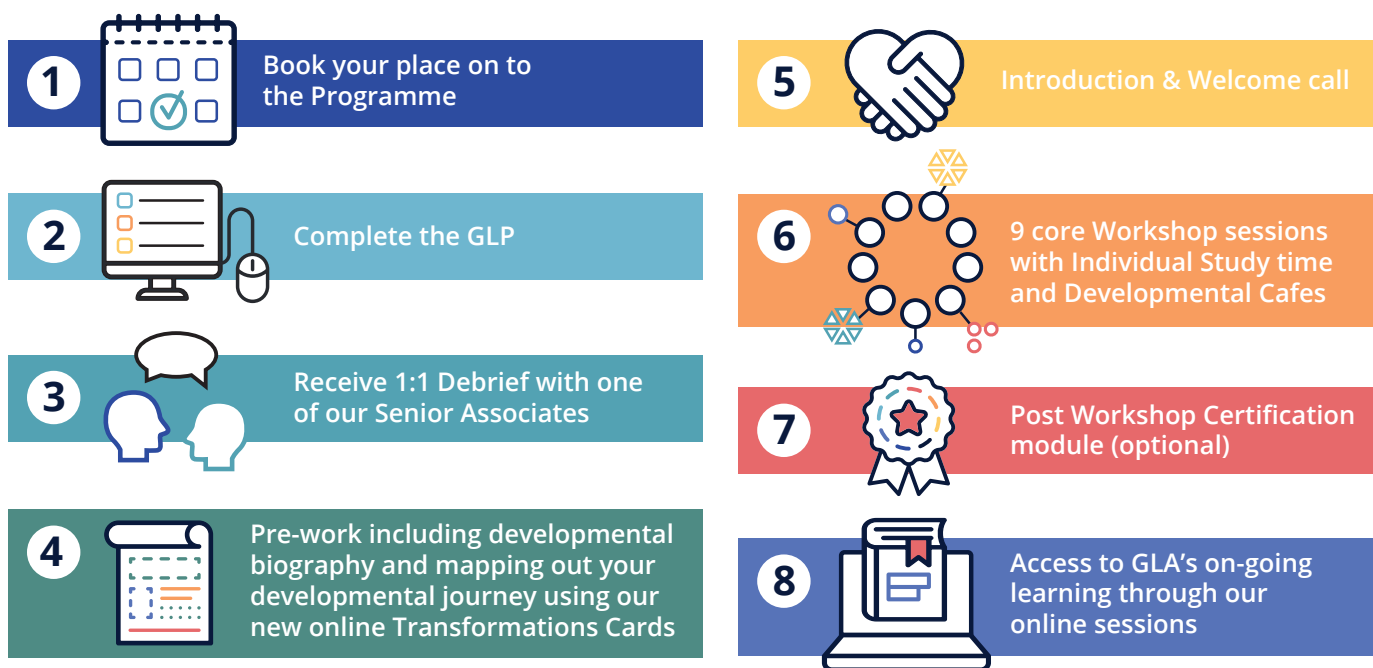 1
Book your place on to
the Programme
2
Complete the GLP
3
Receive 1:1 Debrief with one
of our Senior Associates
4
Pre-work including developmental
biography and mapping out your
developmental journey using our
new online Transformations Cards
5
Introduction & Welcome call
6
9 core Workshop sessions
with Individual Study time
and Developmental Cafes
7
Post Workshop Certification
module (optional)
8
Access to GLA’s on-going
learning through our
online sessions